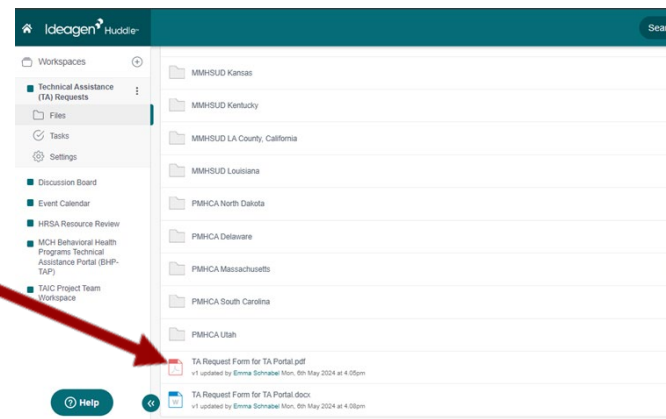 Ideagen Huddle
Sear
Workspaces
Technical Assistance
(TA) Requests
Files
Tasks
Settings
Discussion Board
Event Calendar
HRSA Resource Review
MCH Behavioral Health
Programs Technical
Assistance Portal (BHP-
TAP)
TAIC Project Team
Workspace
Help
MMHSUD Kansas
MMHSUD Kentucky
MMHSUD LA County, California
MMHSUD Louisiana
PMHCA North Dakota
PMHCA Delaware
PMHCA Massachusetts
PMHCA South Carolina
PMHCA Utah
TA Request Form for TA Portal.pdf
v1 updated by Emma Schnabel Mon, 6th May 2024 at 4.05pm
W
TA Request Form for TA Portal.docx
v1 updated by Emma Schnabel Mon, 6th May 2024 at 4.08pm